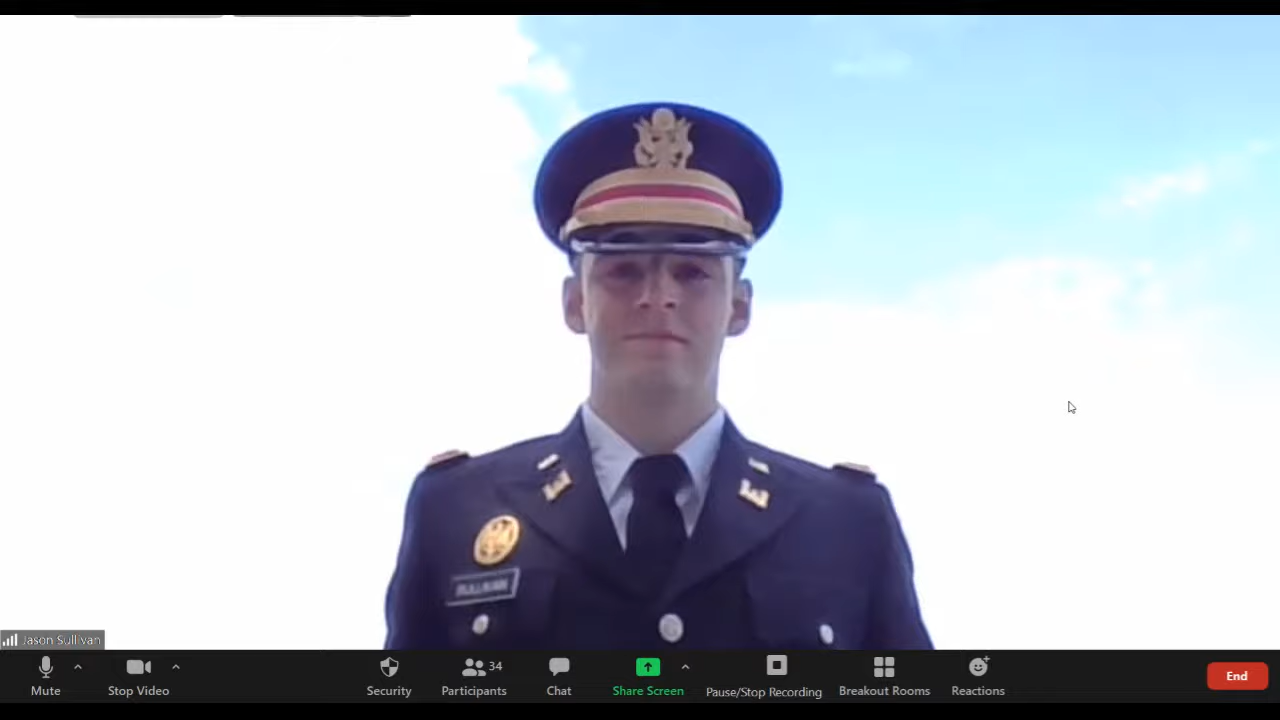 Jason Sullivan
Mute
Stop Video
Security
34
Participants
Chat
Share Screen
Pause/Stop Recording
Breakout Rooms
Reactions
End